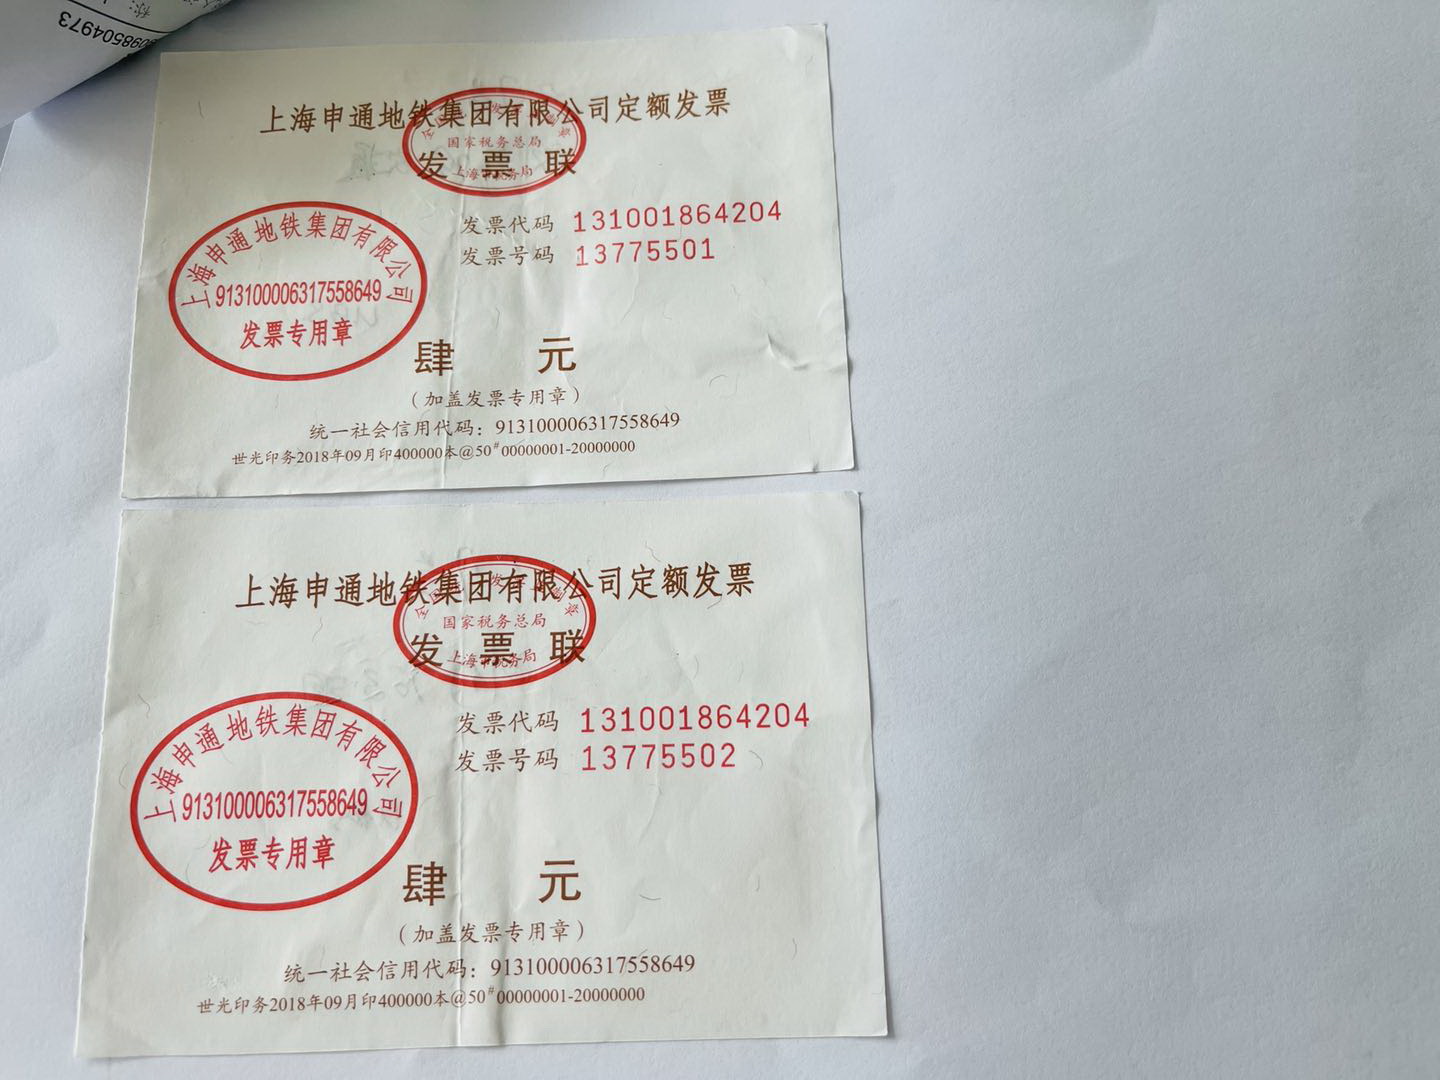 098504973
上海申通地铁集团有限公司定额发票
国家税务总局
发票联
上海市税务局
发票代码 131001864204
发票号码 13775501
上海申通地铁集团有限公司
913100006317558649
发票专用章
肆 元
(加盖发票专用章)
统一社会信用代码：913100006317558649
世光印务2018年09月印400000本@50#00000001-20000000
上海申通地铁集团有限公司定额发票
国家税务总局
发票联
上海市税务局
发票代码 131001864204
发票号码 13775502
上海申通地铁集团有限公司
913100006317558649
发票专用章
肆 元
(加盖发票专用章)
统一社会信用代码：913100006317558649
世光印务2018年09月印400000本@50#00000001-20000000